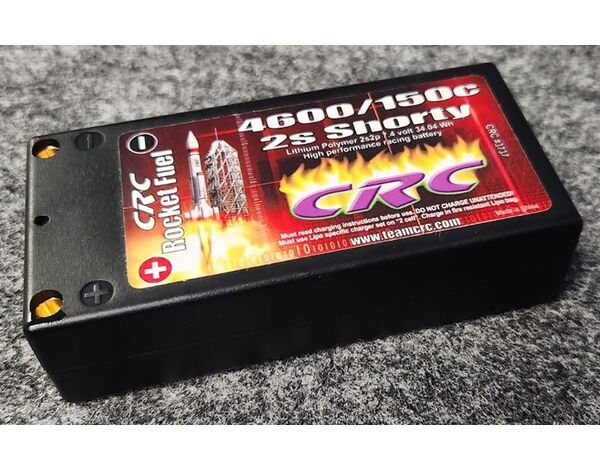 4600/150c
2s Shorty
Lithium Polymer 2s2p 7.4 volt 34.04 Wh
High performance racing battery
CRC
Rocket Fuel
CRC
CRC #3737
Must read charging instructions before use. DO NOT CHARGE UNATTENDED!
Must use Lipo specific charger set on "2 cell". Charge in fire resistant Lipo bag.
www.teamcrc.com
Made in China